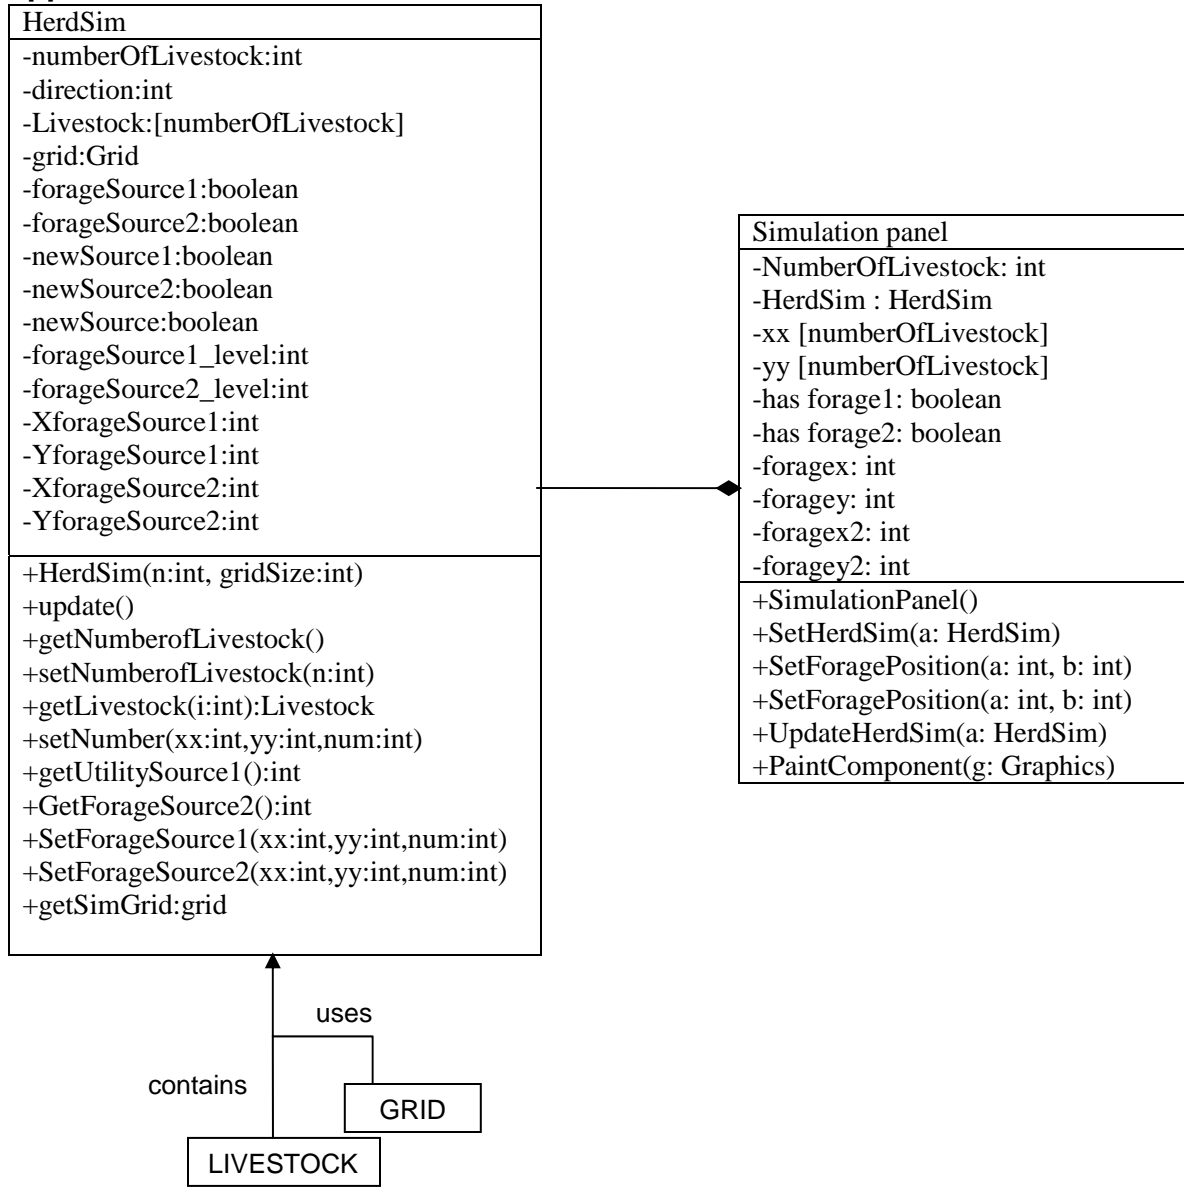 HerdSim
-numberOfLivestock:int
-direction:int
-Livestock:[numberOfLivestock]
-grid:Grid
-forageSource1:boolean
-forageSource2:boolean
-newSource1:boolean
-newSource2:boolean
-newSource:boolean
-forageSource1_level:int
-forageSource2_level:int
-XforageSource1:int
-YforageSource1:int
-XforageSource2:int
-YforageSource2:int
+HerdSim(n:int, gridSize:int)
+update()
+getNumberofLivestock()
+setNumberofLivestock(n:int)
+getLivestock(i:int):Livestock
+setNumber(xx:int,yy:int,num:int)
+getUtilitySource1():int
+GetForageSource2():int
+SetForageSource1(xx:int,yy:int,num:int)
+SetForageSource2(xx:int,yy:int,num:int)
+getSimGrid:grid
Simulation panel
-NumberOfLivestock: int
-HerdSim : HerdSim
-xx [numberOfLivestock]
-yy [numberOfLivestock]
-has forage1: boolean
-has forage2: boolean
-foragex: int
-foragey: int
-foragex2: int
-foragey2: int
+SimulationPanel()
+SetHerdSim(a: HerdSim)
+SetForagePosition(a: int, b: int)
+SetForagePosition(a: int, b: int)
+UpdateHerdSim(a: HerdSim)
+PaintComponent(g: Graphics)
uses
contains
GRID
LIVESTOCK